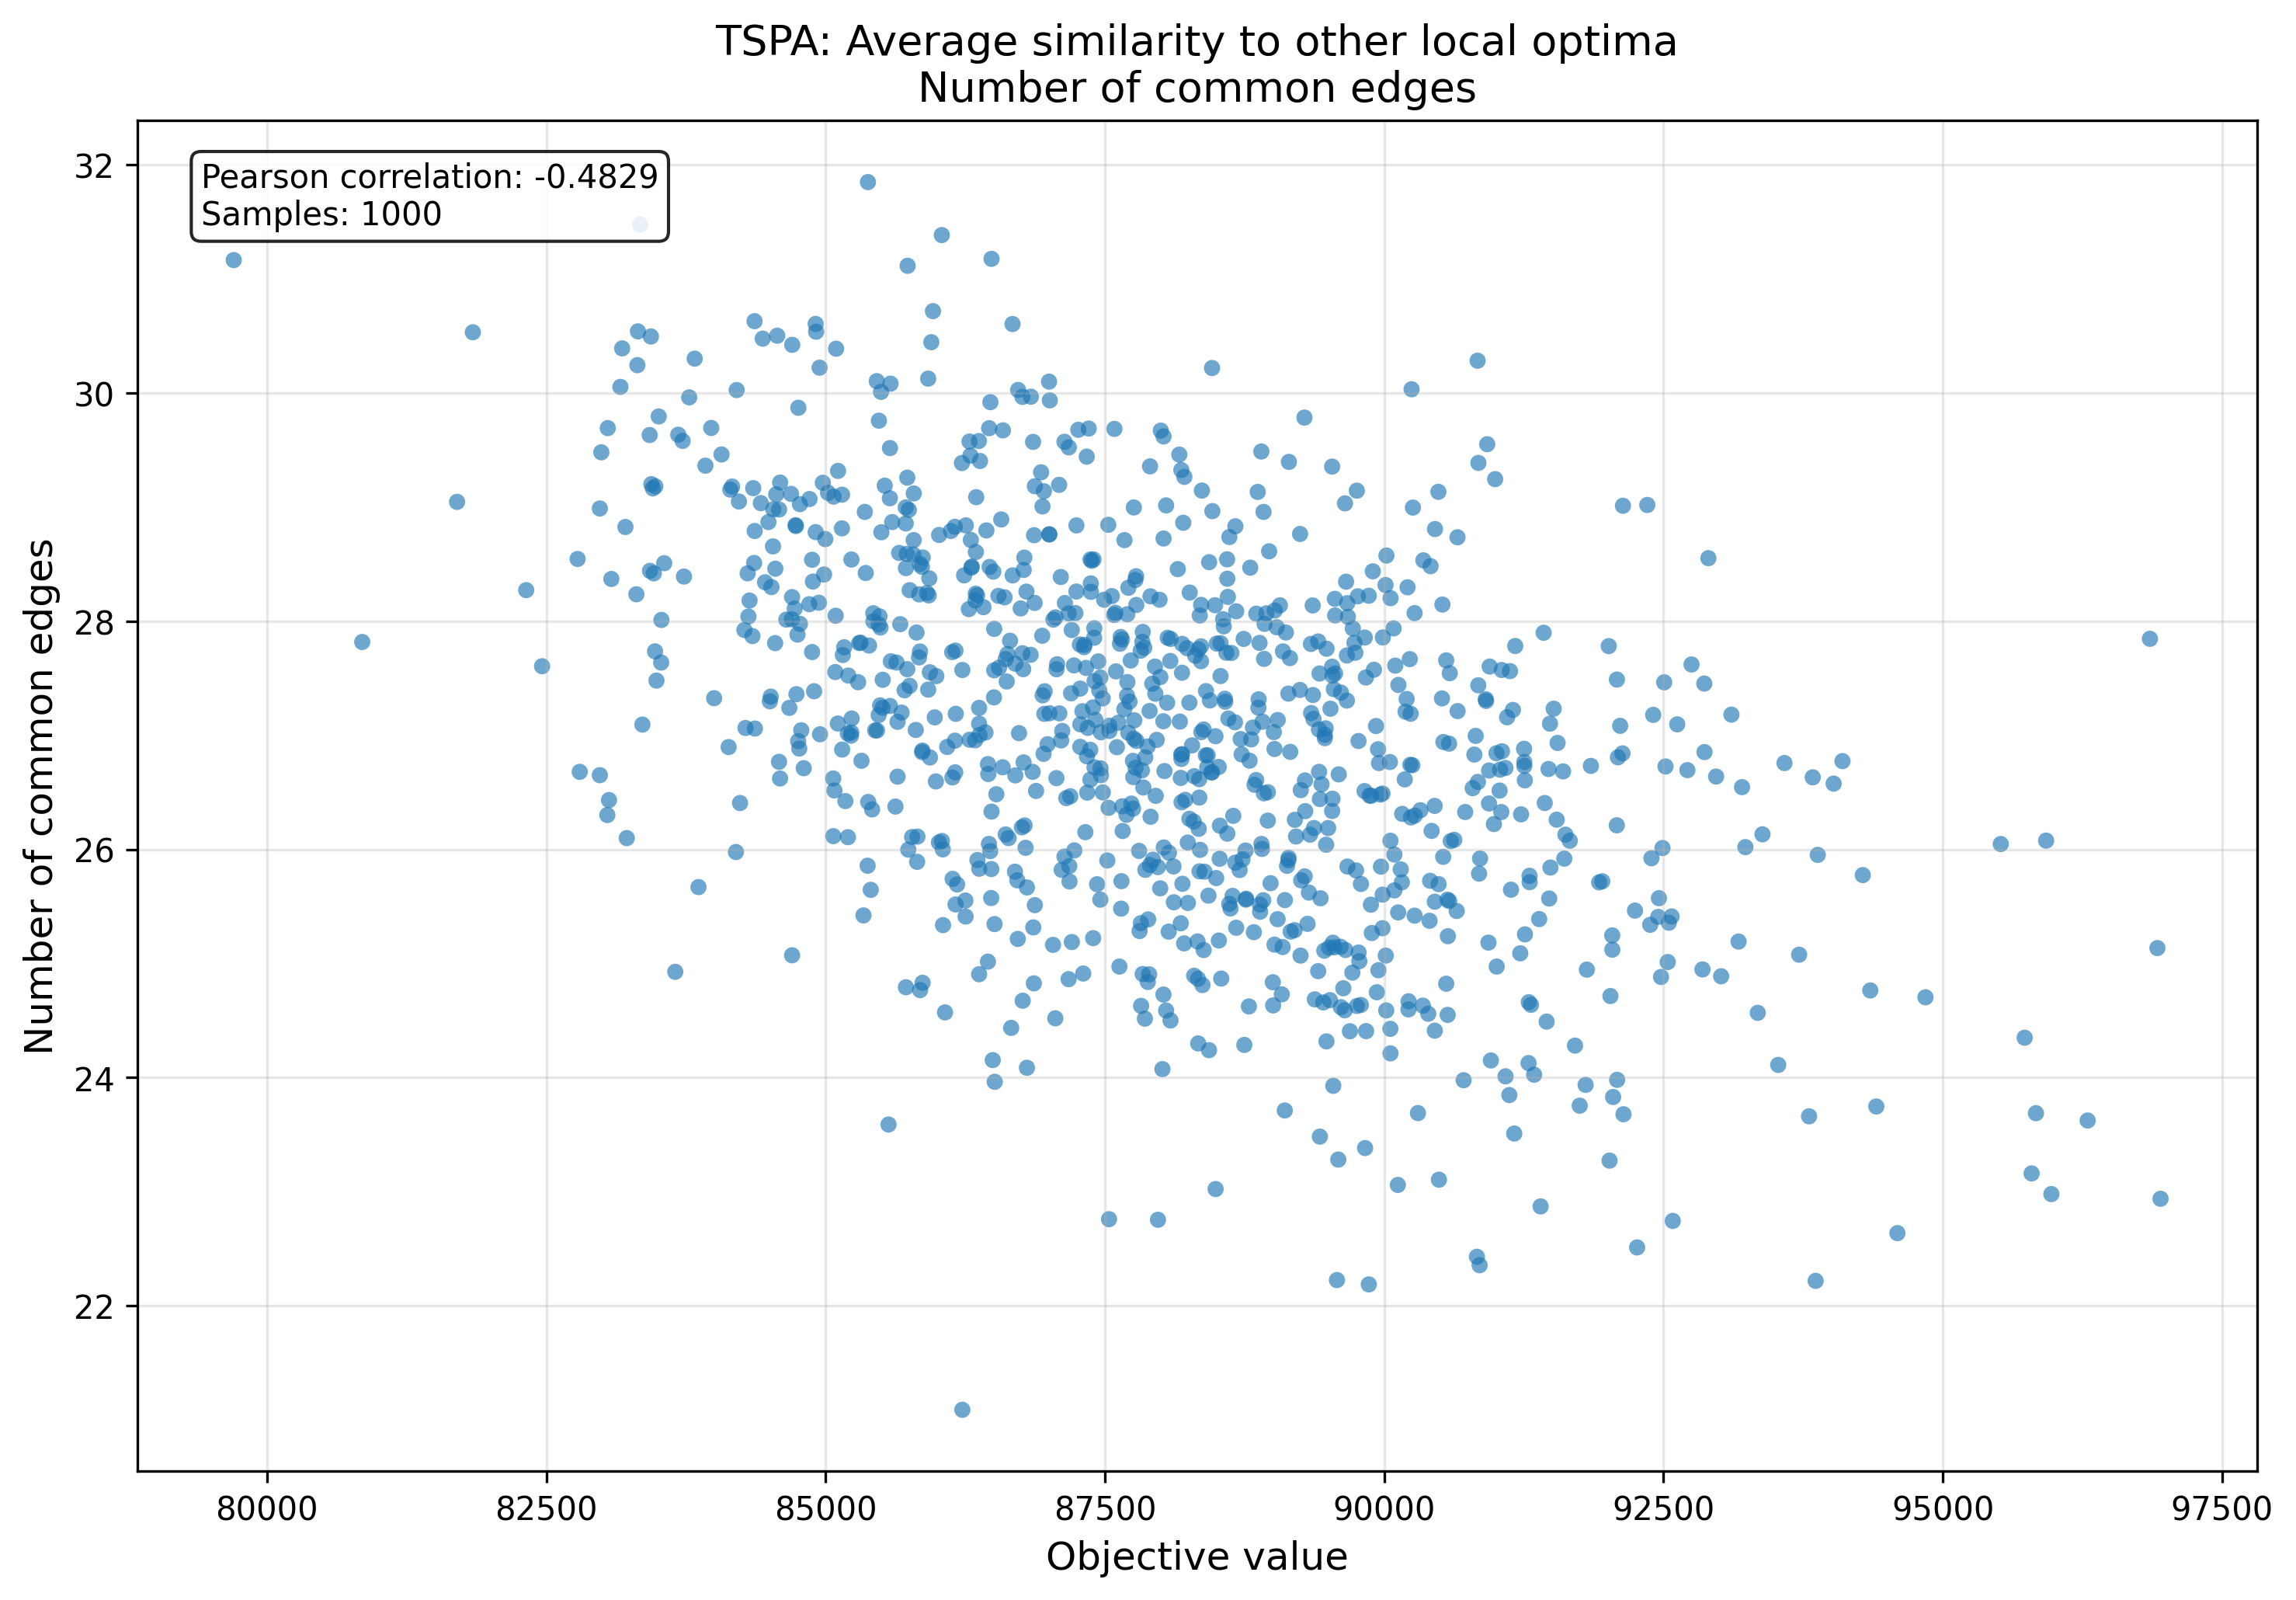 TSPA: Average similarity to other local optima
Number of common edges
Pearson correlation: -0.4829
Samples: 1000
Number of common edges
32
30
28
26
24
22
80000 82500 85000 87500 90000 92500 95000 97500
Objective value